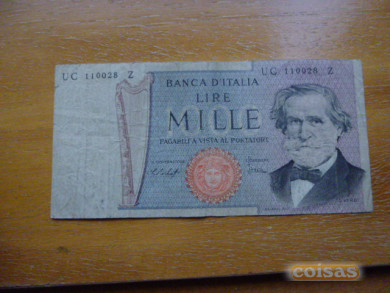 UC 110028 Z UC 110028 Z
BANCA D'ITALIA
LIRE
MILLE
PAGABILI A VISTA AL PORTATORE
coisas